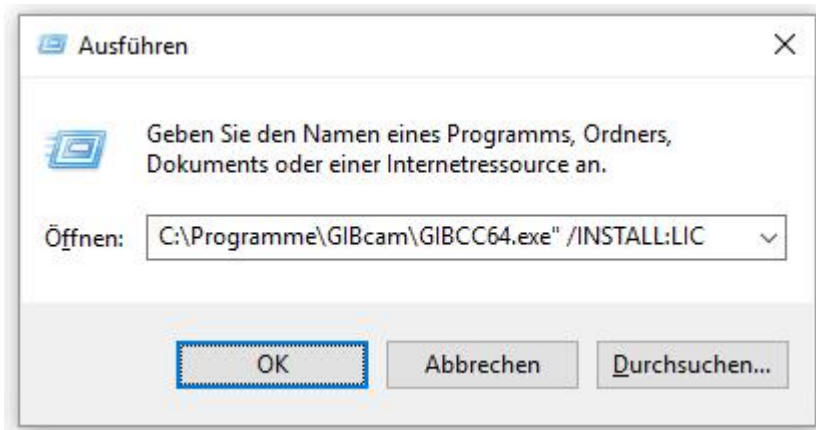 Ausführen
Geben Sie den Namen eines Programms, Ordners,
Dokuments oder einer Internetressource an.
Öffnen: C:\Programme\GIBcam\GIBCC64.exe" /INSTALL:LIC
OK Abbrechen Durchsuchen...